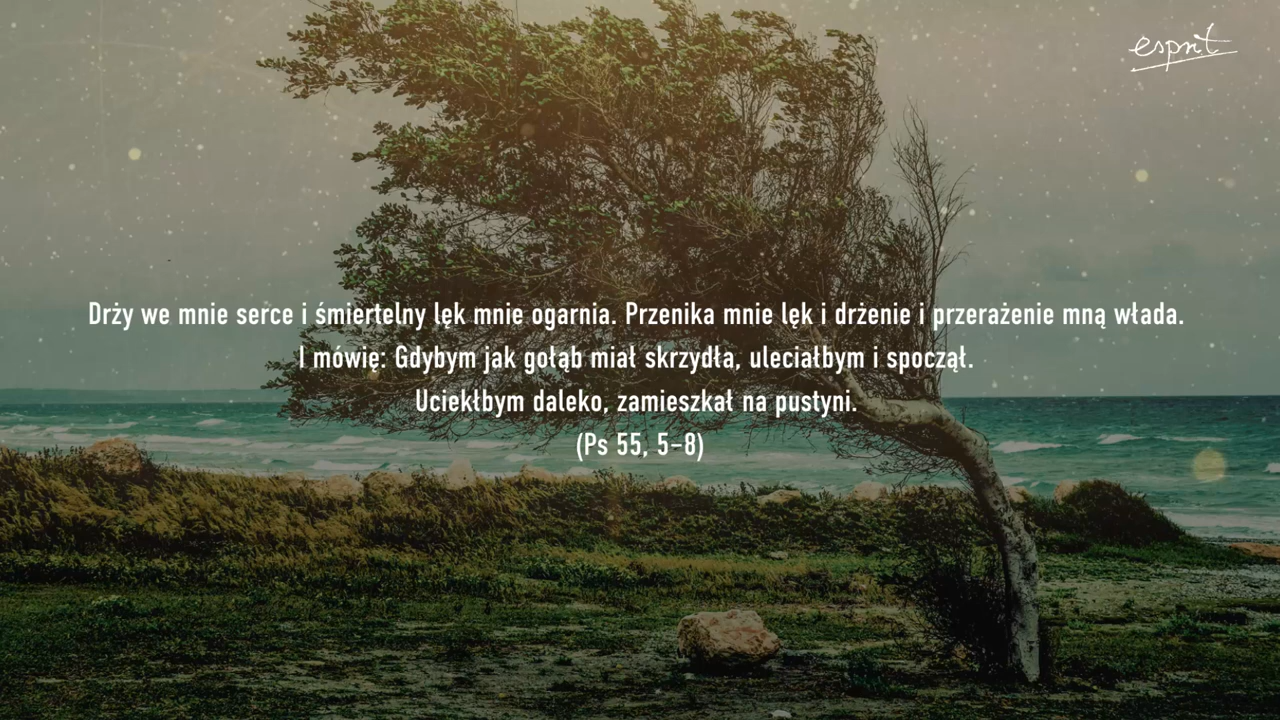 esprit
Drży we mnie serce i śmiertelny lęk mnie ogarnia. Przenika mnie lęk i drżenie i przerażenie mną włada.
I mówię: Gdybym jak gołąb miał skrzydła, uleciałbym i spoczął.
Uciekłbym daleko, zamieszkał na pustyni.
(Ps 55, 5-8)